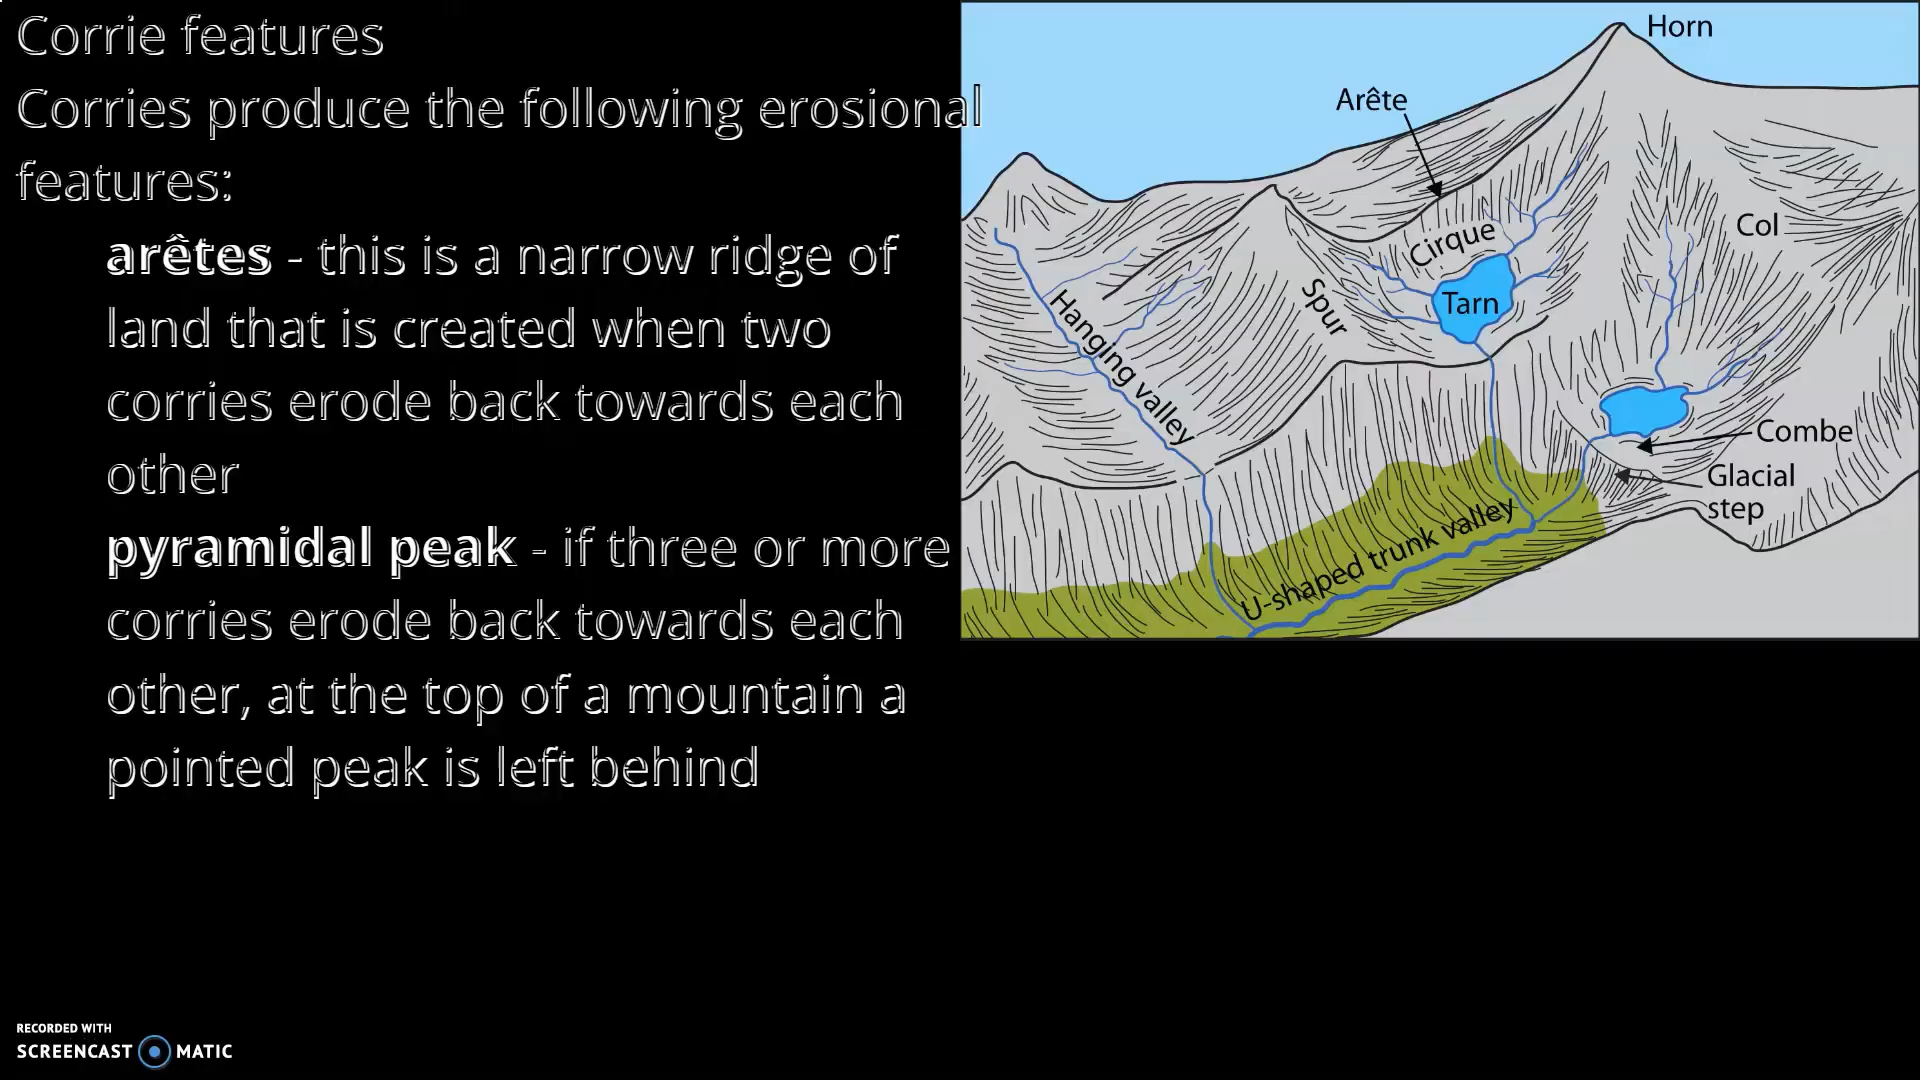 Corrie features
Corries produce the following erosional
features:
arêtes - this is a narrow ridge of
land that is created when two
corries erode back towards each
other
pyramidal peak - if three or more
corries erode back towards each
other, at the top of a mountain a
pointed peak is left behind
Horn
Arête
Col
Cirque
Tarn
Spur
Hanging valley
Combe
Glacial
step
U-shaped trunk valley
RECORDED WITH
SCREENCAST MATIC